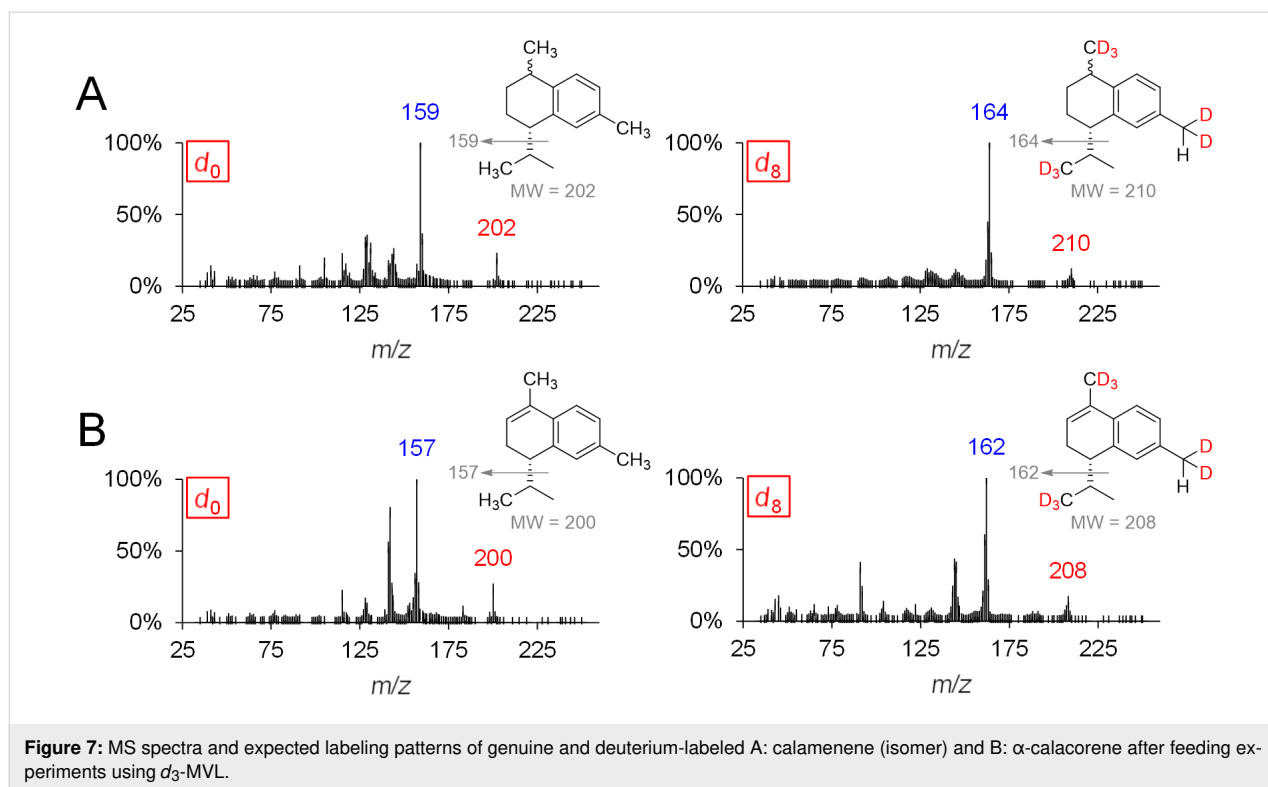 A
d0
100%
50%
0%
25 75 125 175 225
m/z
159
202
CH3
CH3
159
H3C
MW = 202
d8
100%
50%
0%
25 75 125 175 225
m/z
164
210
CD3
D
D
H
164
D3C
MW = 210
B
d0
100%
50%
0%
25 75 125 175 225
m/z
157
200
CH3
CH3
157
H3C
MW = 200
d8
100%
50%
0%
25 75 125 175 225
m/z
162
208
CD3
D
D
H
162
D3C
MW = 208
Figure 7: MS spectra and expected labeling patterns of genuine and deuterium-labeled A: calamenene (isomer) and B: α-calacorene after feeding ex-
periments using d3-MVL.